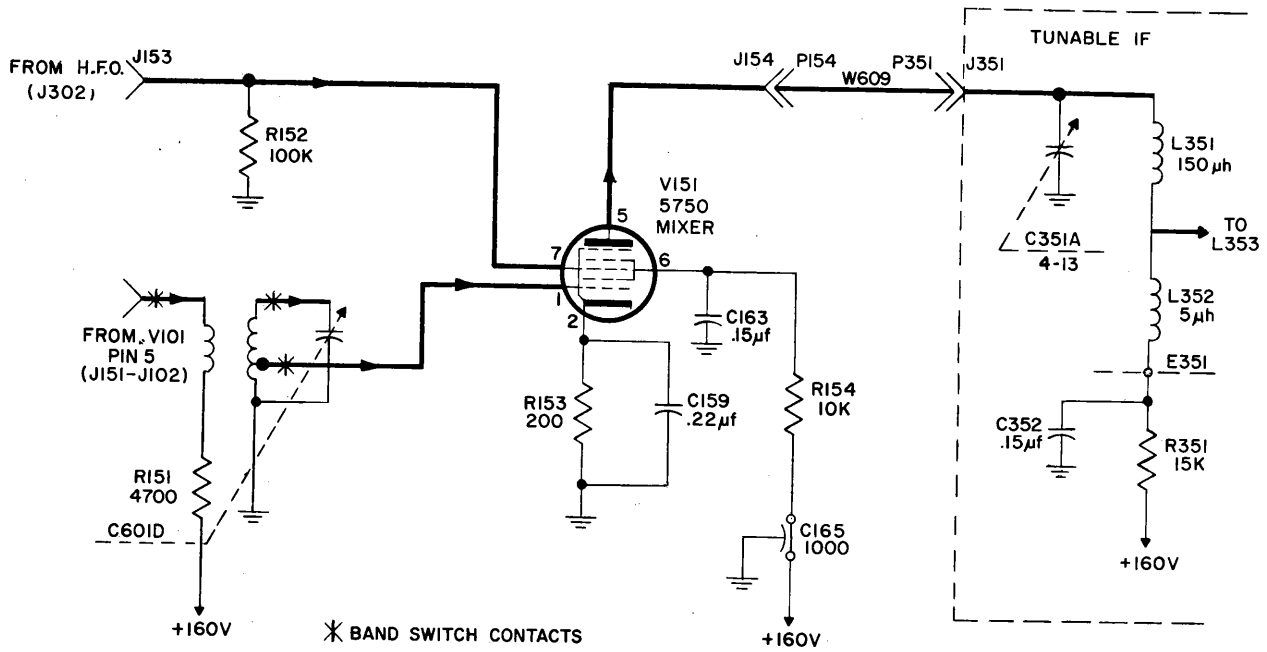 FROM H.F.O.
(J302)
J153
R152
100K
FROM V101
PIN 5
(J151-J102)
R151
4700
C601D
+160V
V151
5750
MIXER
5
7
6
1
2
R153
200
C159
.22µf
C163
.15µf
R154
10K
C165
1000
+160V
J154
P154
W609
P351
J351
TUNABLE IF
L351
150µh
C351A
4-13
TO
L353
L352
5µh
E351
C352
.15µf
R351
15K
+160V
BAND SWITCH CONTACTS